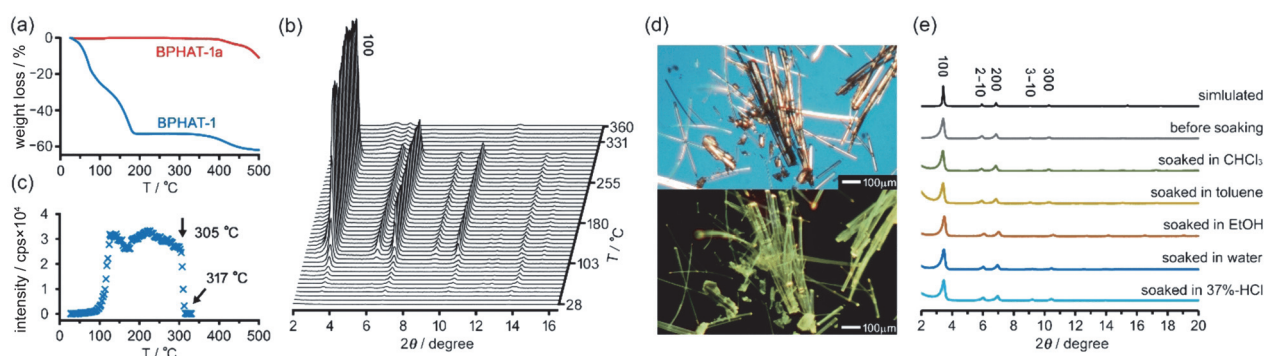 (a)
weight loss / %
0
−20
−40
−60
BPHAT-1a
BPHAT-1
0 100 200 300 400 500
T / °C
(b)
100
360
331
255
180
103
28
T / °C
2 4 6 8 10 12 14 16
2θ / degree
(c)
intensity / cps×10⁴
4
3
2
1
0
305 °C
317 °C
0 100 200 300 400 500
T / °C
(d)
100μm
100μm
(e)
100
2−10
200
3−10
300
simlulated
before soaking
soaked in CHCl₃
soaked in toluene
soaked in EtOH
soaked in water
soaked in 37%-HCl
2 4 6 8 10 12 14 16 18 20
2θ / degree